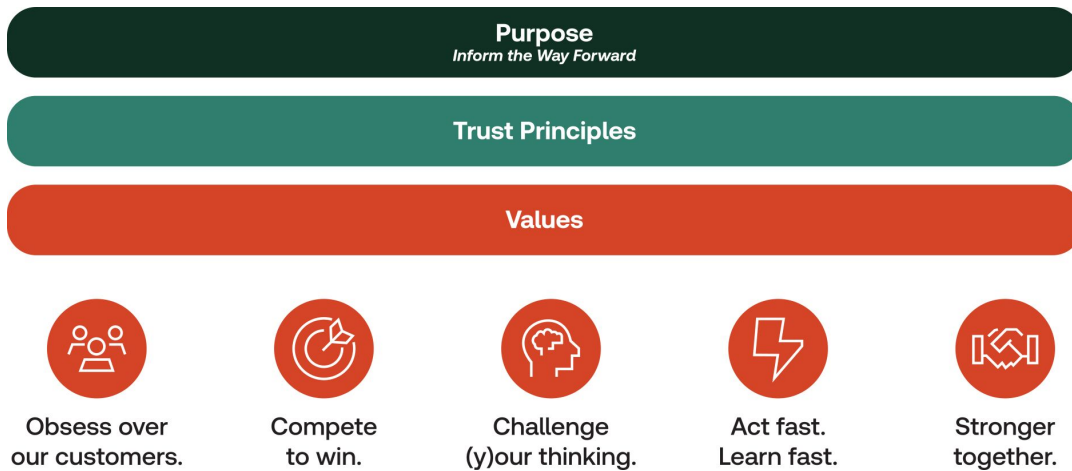 Purpose
Inform the Way Forward
Trust Principles
Values
Obsess over
our customers.
Compete
to win.
Challenge
(y)our thinking.
Act fast.
Learn fast.
Stronger
together.